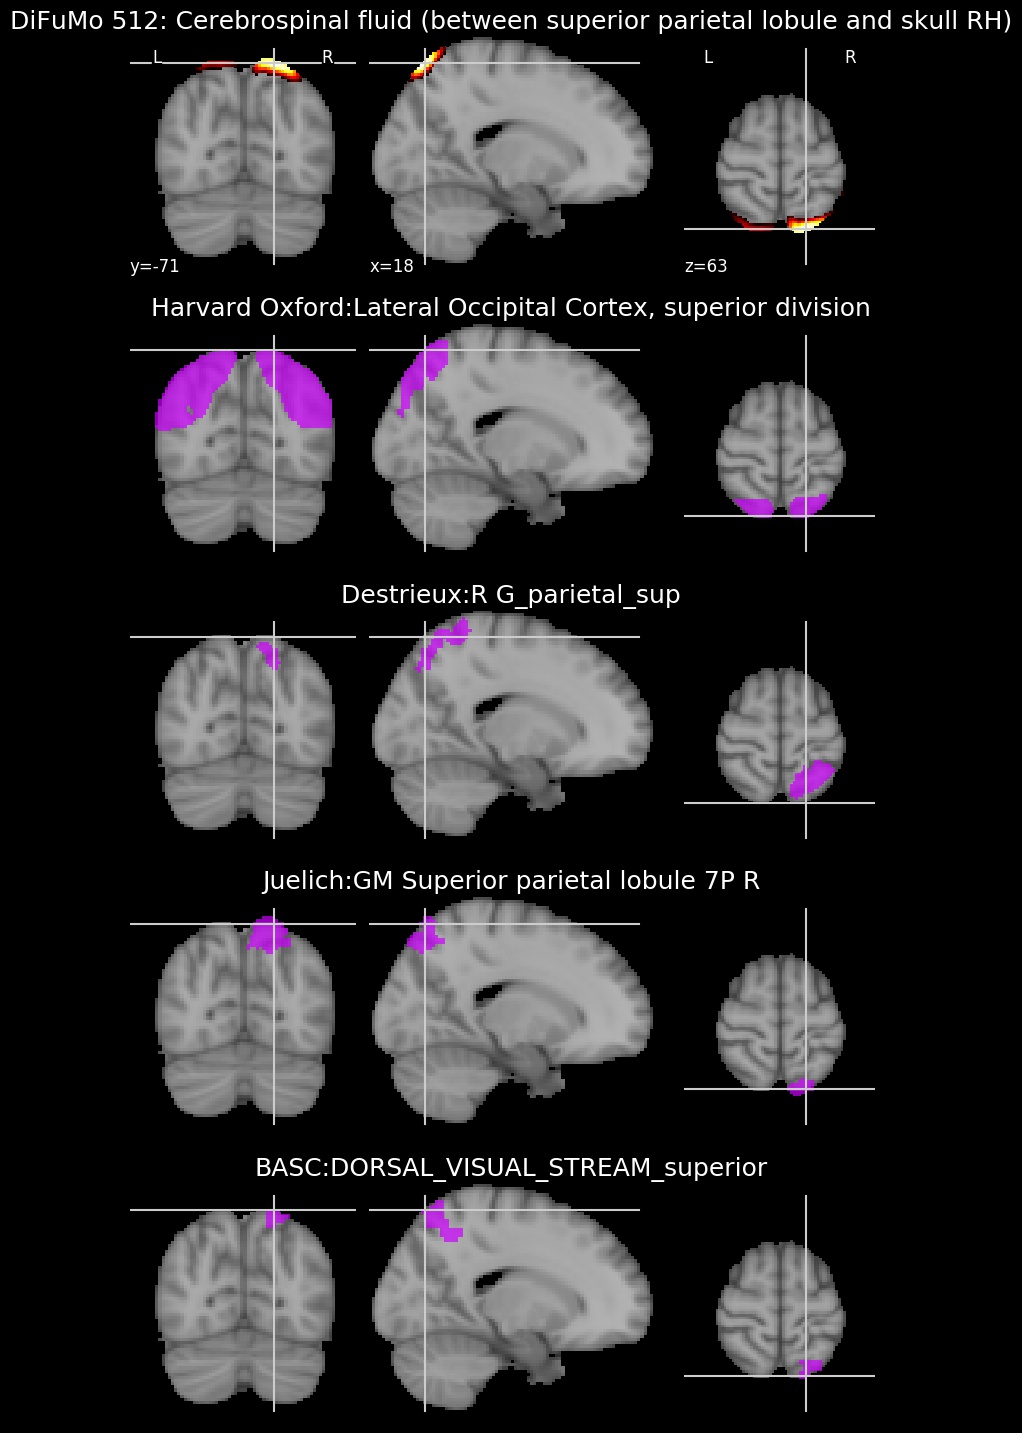 DiFuMo 512: Cerebrospinal fluid (between superior parietal lobule and skull RH)
L R L R
y=-71 x=18 z=63
Harvard Oxford:Lateral Occipital Cortex, superior division
Destrieux:R G_parietal_sup
Juelich:GM Superior parietal lobule 7P R
BASC:DORSAL_VISUAL_STREAM_superior